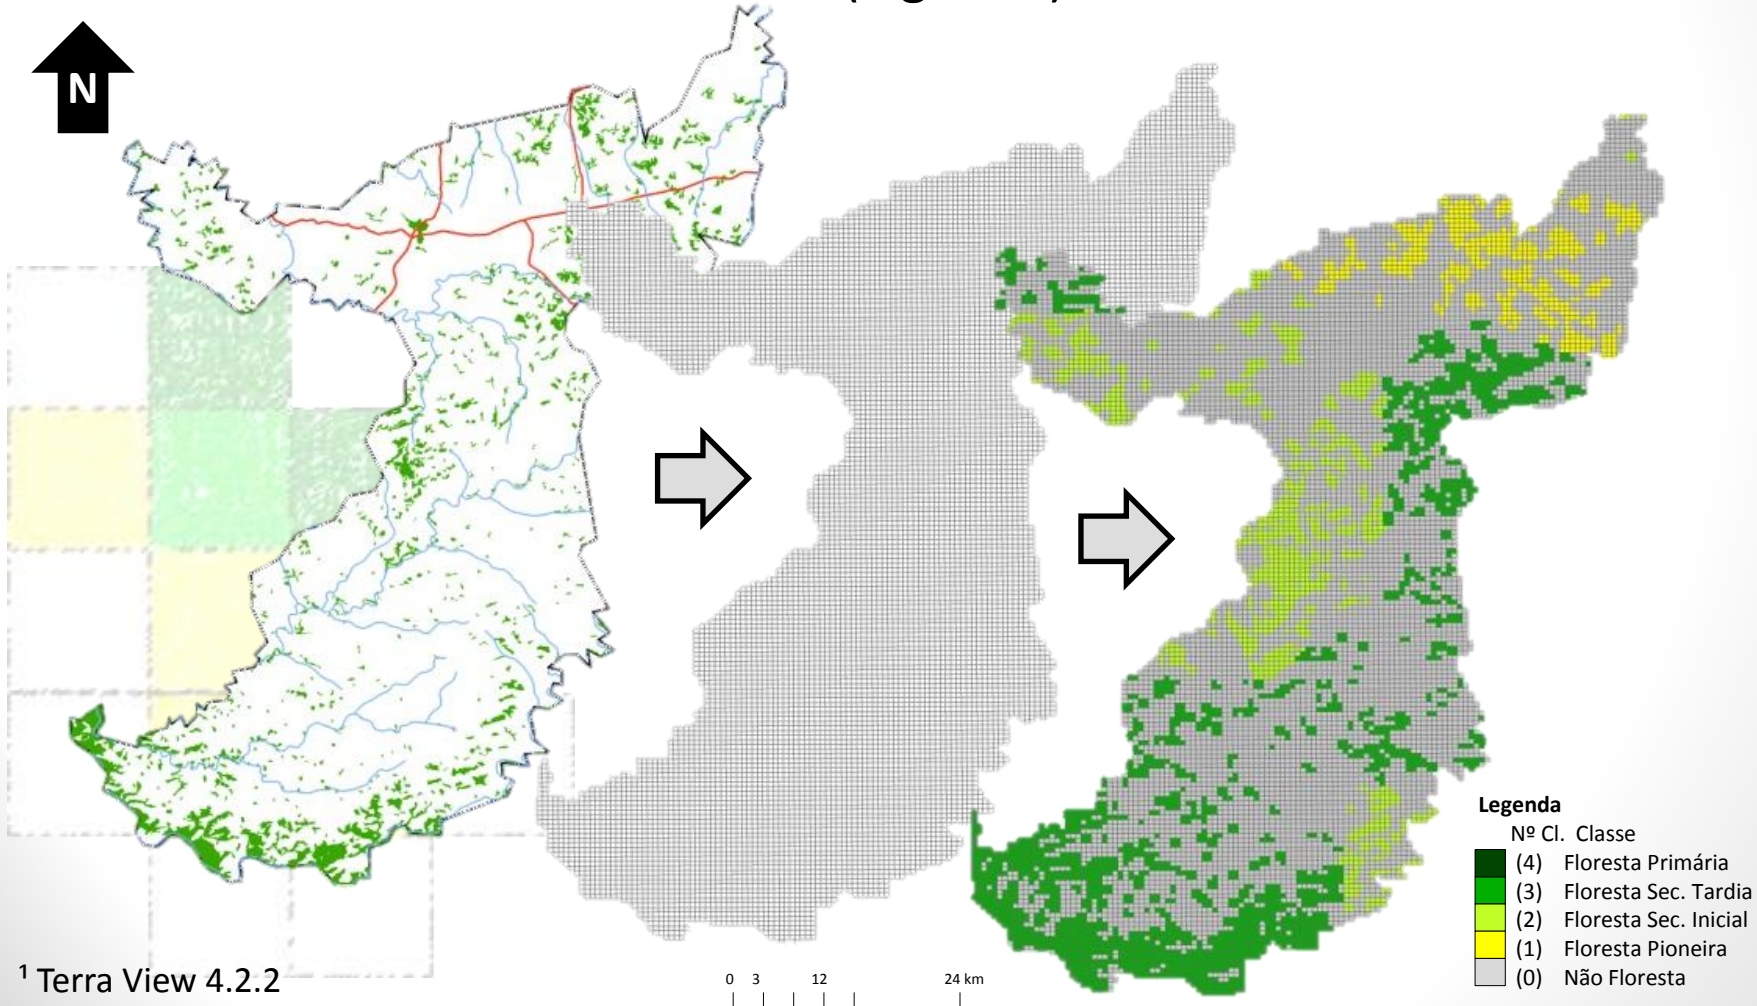 N
Legenda
Nº Cl. Classe
(4) Floresta Primária
(3) Floresta Sec. Tardia
(2) Floresta Sec. Inicial
(1) Floresta Pioneira
(0) Não Floresta
¹ Terra View 4.2.2
0 3 12 24 km